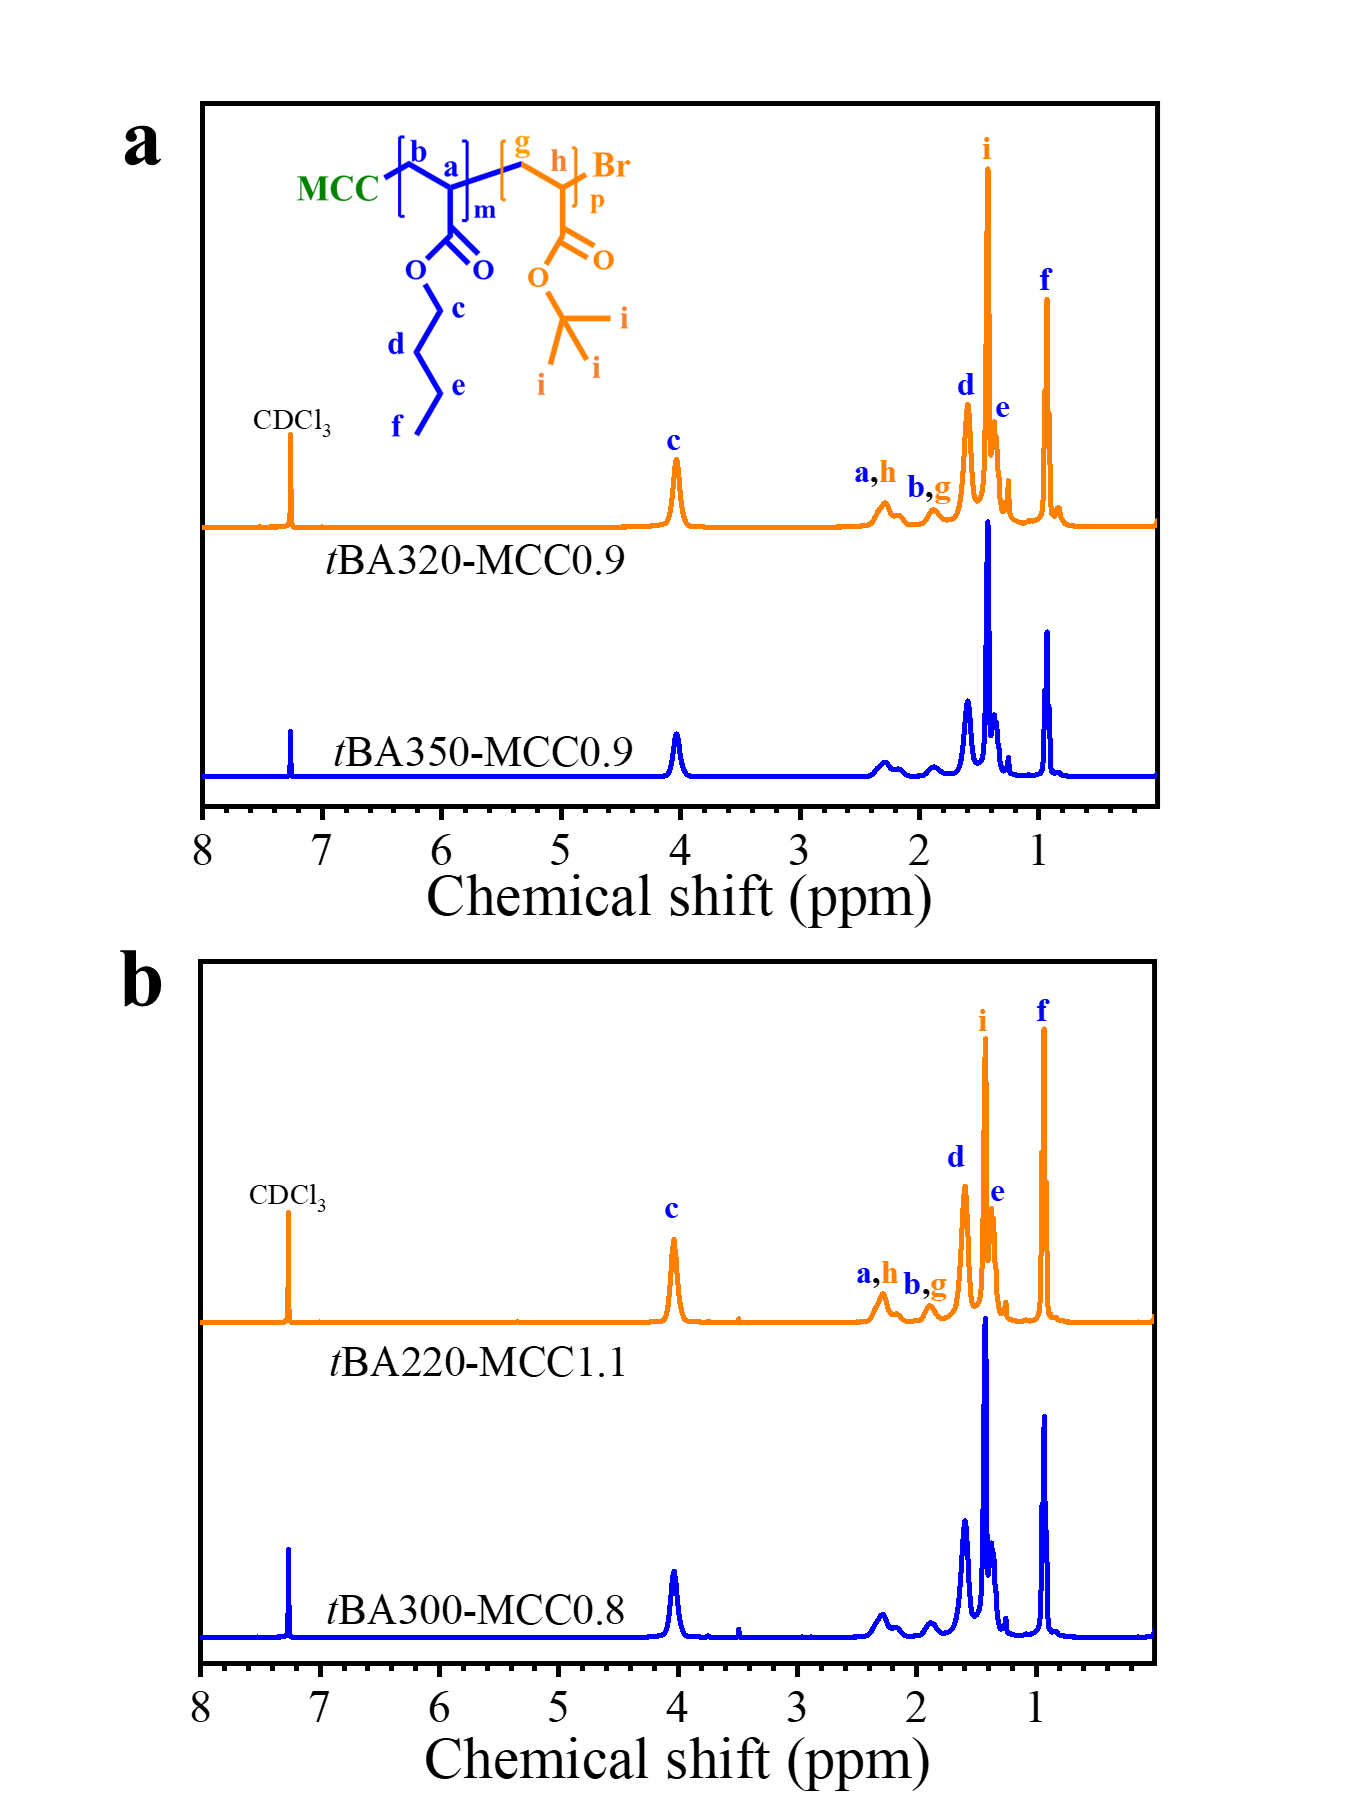 a
b
a
g
h
Br
MCC
m
p
O
O
O
O
c
i
d
i
e
i
f
i
f
d
e
CDCl3
c
a,h
b,g
tBA320-MCC0.9
tBA350-MCC0.9
8 7 6 5 4 3 2 1
Chemical shift (ppm)
b
i
f
d
e
CDCl3
c
a,h
b,g
tBA220-MCC1.1
tBA300-MCC0.8
8 7 6 5 4 3 2 1
Chemical shift (ppm)